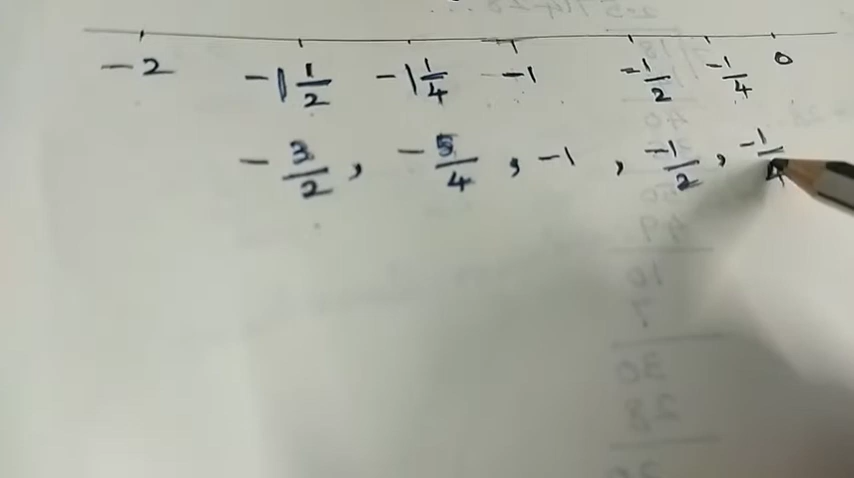 -2 -1 1/2 -1 1/4 -1 -1/2 -1/4 0
-3/2, -5/4, -1, -1/2, -1/4